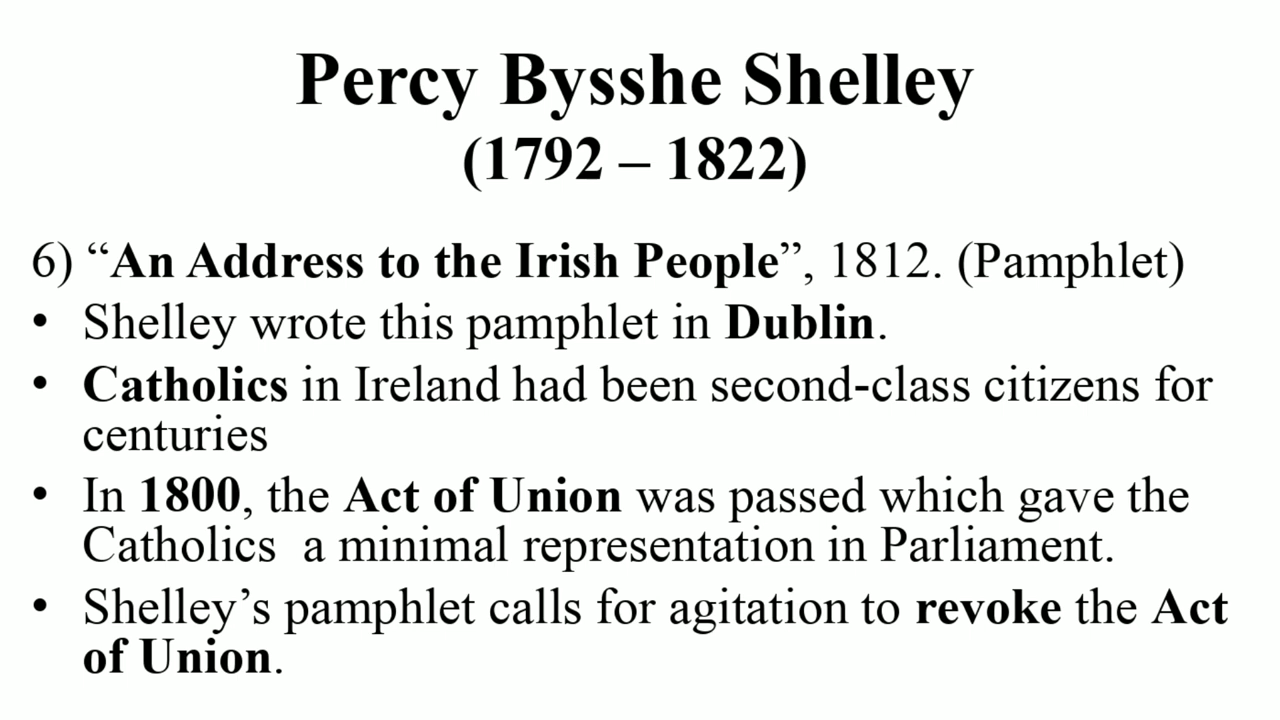 Percy Bysshe Shelley
(1792 – 1822)
6) “An Address to the Irish People”, 1812. (Pamphlet)
• Shelley wrote this pamphlet in Dublin.
• Catholics in Ireland had been second-class citizens for
centuries
• In 1800, the Act of Union was passed which gave the
Catholics  a minimal representation in Parliament.
• Shelley’s pamphlet calls for agitation to revoke the Act
of Union.